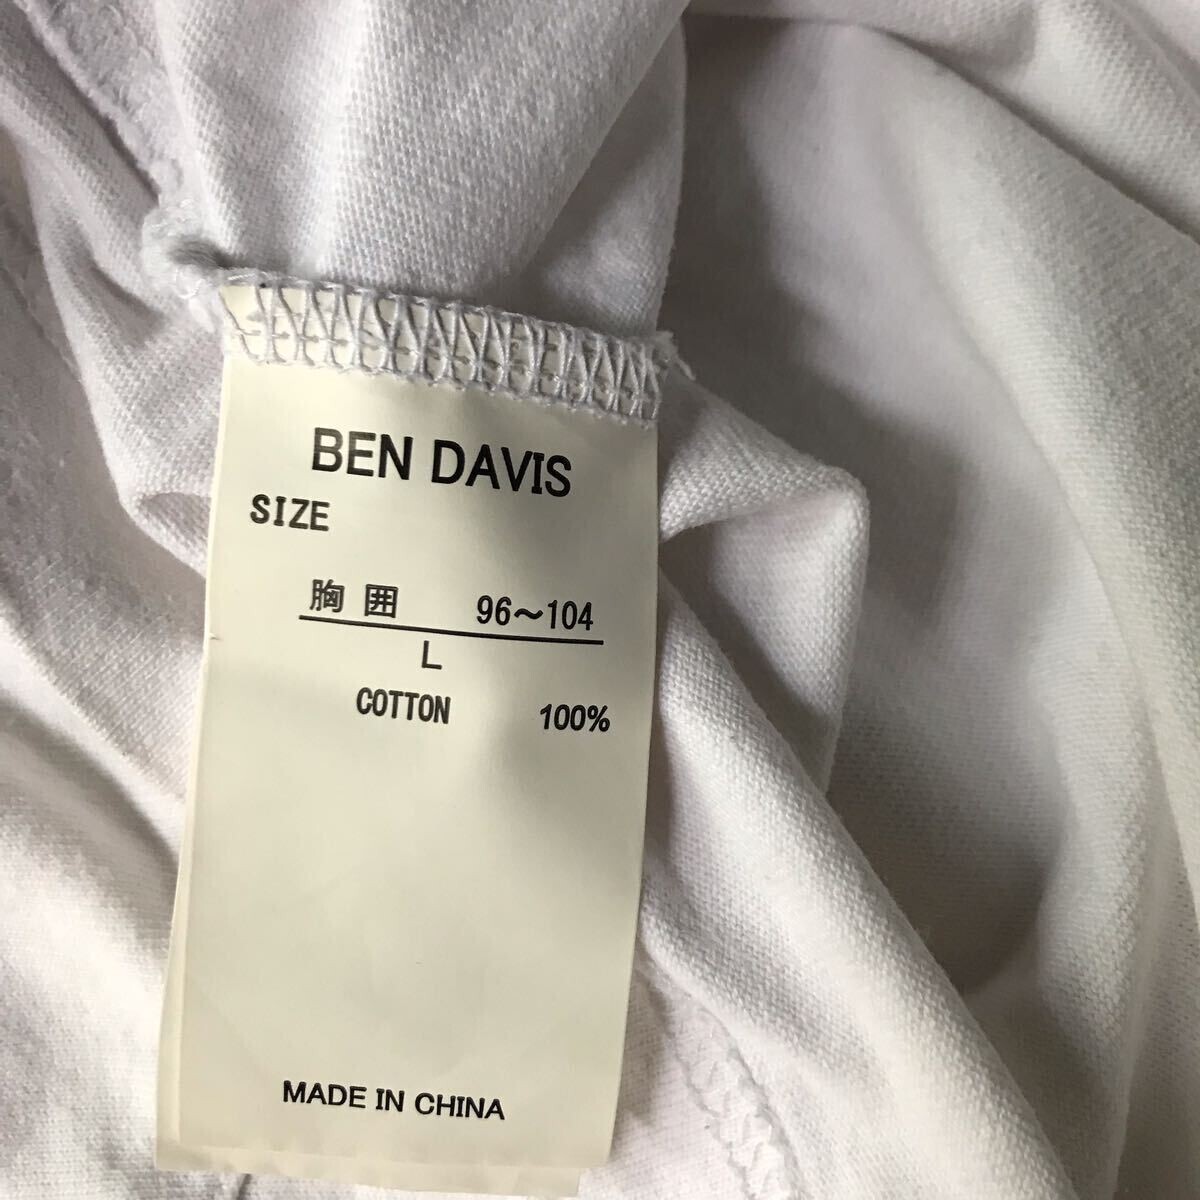 BEN DAVIS
SIZE
胸囲 96～104
L
COTTON 100%
MADE IN CHINA